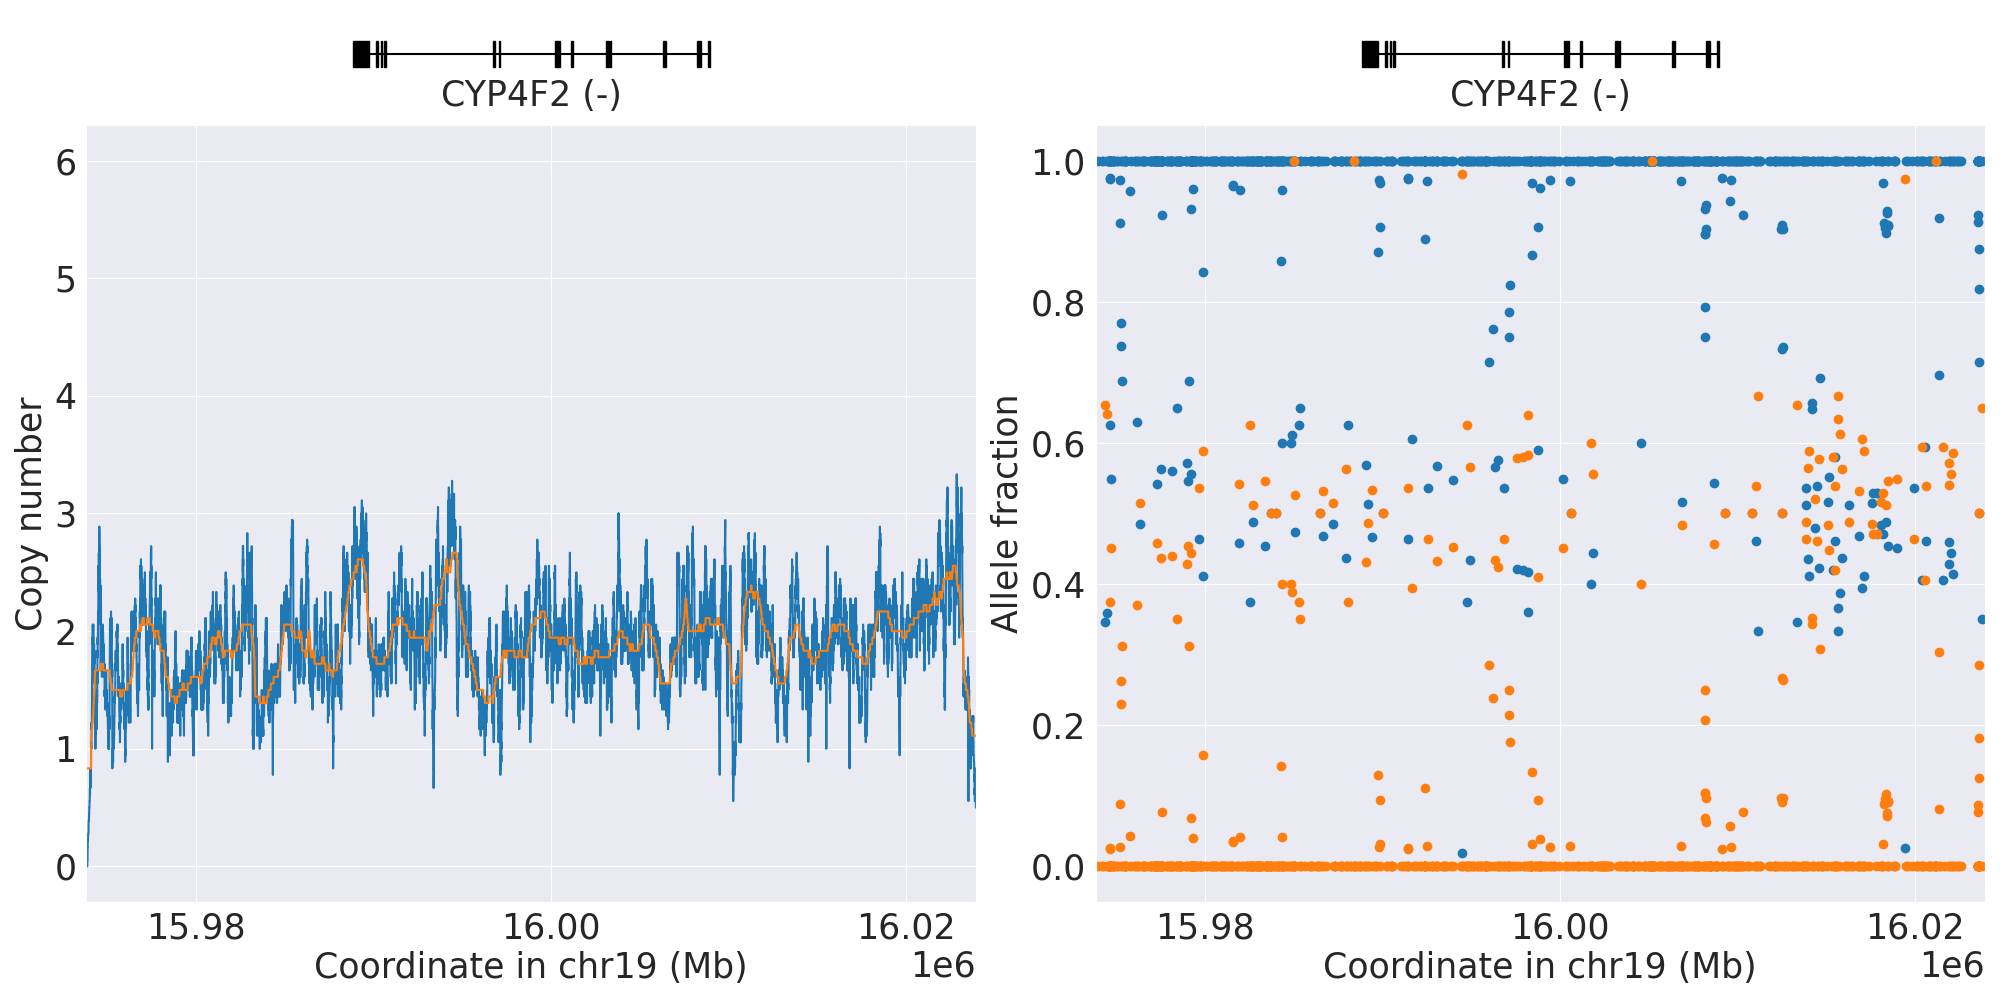 CYP4F2 (-)
6
5
4
3
2
1
0
Copy number
15.98
16.00
16.02
Coordinate in chr19 (Mb)
1e6
CYP4F2 (-)
1.0
0.8
0.6
0.4
0.2
0.0
Allele fraction
15.98
16.00
16.02
Coordinate in chr19 (Mb)
1e6